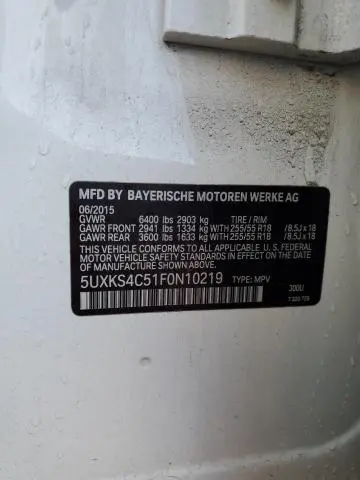 MFD BY BAYERISCHE MOTOREN WERKE AG
06/2015
GVWR 6400 lbs 2903 kg TIRE / RIM
GAWR FRONT 2941 lbs 1334 kg WITH 255/55 R18 /8.5J x 18
GAWR REAR 3600 lbs 1633 kg WITH 255/55 R18 /8.5J x 18
THIS VEHICLE CONFORMS TO ALL APPLICABLE FEDERAL MOTOR
VEHICLE SAFETY STANDARDS IN EFFECT ON THE
DATE OF MANUFACTURE SHOWN ABOVE.
5UXKS4C51F0N10219 TYPE: MPV
300U